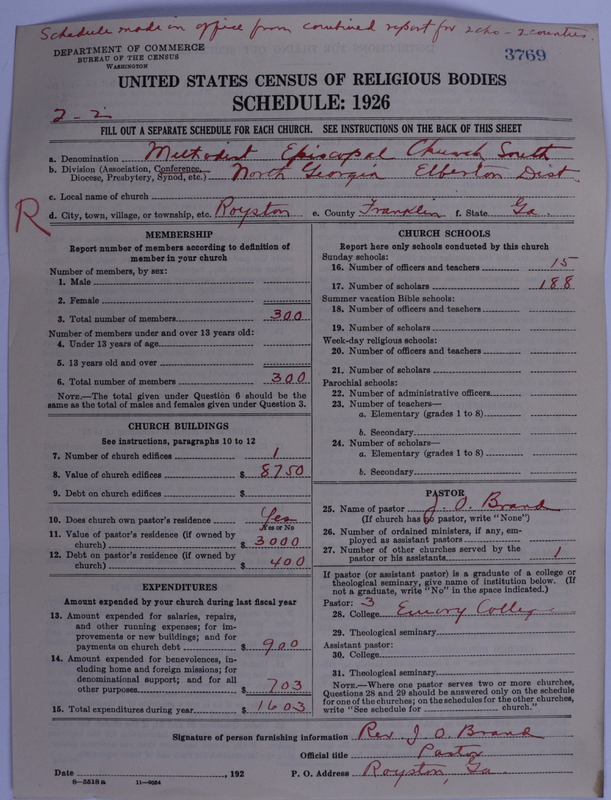 Schedule made in office from combined report for 2 chs - 2 counties.
DEPARTMENT OF COMMERCE
BUREAU OF THE CENSUS
WASHINGTON
3769
UNITED STATES CENSUS OF RELIGIOUS BODIES
SCHEDULE: 1926
2-2
FILL OUT A SEPARATE SCHEDULE FOR EACH CHURCH. SEE INSTRUCTIONS ON THE BACK OF THIS SHEET
a. Denomination Methodist Episcopal Church South
b. Division (Association, Conference, Diocese, Presbytery, Synod, etc.) North Georgia Elberton Dist.
c. Local name of church
R
d. City, town, village, or township, etc. Royston e. County Franklin f. State Ga
MEMBERSHIP
Report number of members according to definition of
member in your church
Number of members, by sex:
1. Male
2. Female
3. Total number of members 300
Number of members under and over 13 years old:
4. Under 13 years of age
5. 13 years old and over
6. Total number of members 300
NOTE.—The total given under Question 6 should be
same as the total of males and females given under Question 3.
CHURCH BUILDINGS
See instructions, paragraphs 10 to 12
7. Number of church edifices 1
8. Value of church edifices $ 8750
9. Debt on church edifices $
10. Does church own pastor's residence Yes
Yes or No
11. Value of pastor's residence (if owned by
church) $ 3000
12. Debt on pastor's residence (if owned by
church) $ 400
EXPENDITURES
Amount expended by your church during last fiscal year
13. Amount expended for salaries, repairs,
and other running expenses; for im-
provements or new buildings; and for
payments on church debt $ 900
14. Amount expended for benevolences, in-
cluding home and foreign missions; for
denominational support; and for all
other purposes $ 703
15. Total expenditures during year $ 1603
CHURCH SCHOOLS
Report here only schools conducted by this church
Sunday schools:
16. Number of officers and teachers 15
17. Number of scholars 188
Summer vacation Bible schools:
18. Number of officers and teachers
19. Number of scholars
Week-day religious schools:
20. Number of officers and teachers
21. Number of scholars
Parochial schools:
22. Number of administrative officers
23. Number of teachers—
a. Elementary (grades 1 to 8)
b. Secondary
24. Number of scholars—
a. Elementary (grades 1 to 8)
b. Secondary
PASTOR
25. Name of pastor J. O. Brand
(If church has no pastor, write "None")
26. Number of ordained ministers, if any, em-
ployed as assistant pastors
27. Number of other churches served by the
pastor or his assistants 1
If pastor (or assistant pastor) is a graduate of a college or
theological seminary, give name of institution below. (If
not a graduate, write "No" in the space indicated.)
Pastor: 3
28. College Emory College
29. Theological seminary
Assistant pastor:
30. College
31. Theological seminary
NOTE.—Where one pastor serves two or more churches,
Questions 28 and 29 should be answered only on the schedule
for one of the churches; on the schedules for the other churches,
write "See schedule for church."
Signature of person furnishing information Rev. J. O. Brand
Official title Pastor
Date , 192 P. O. Address Royston, Ga.
8—5518a 11—9024